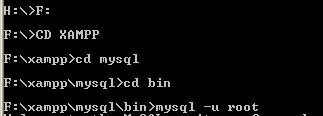 H:\>F:
F:\>CD XAMPP
F:\xampp>cd mysql
F:\xampp\mysql>cd bin
F:\xampp\mysql\bin>mysql -u root